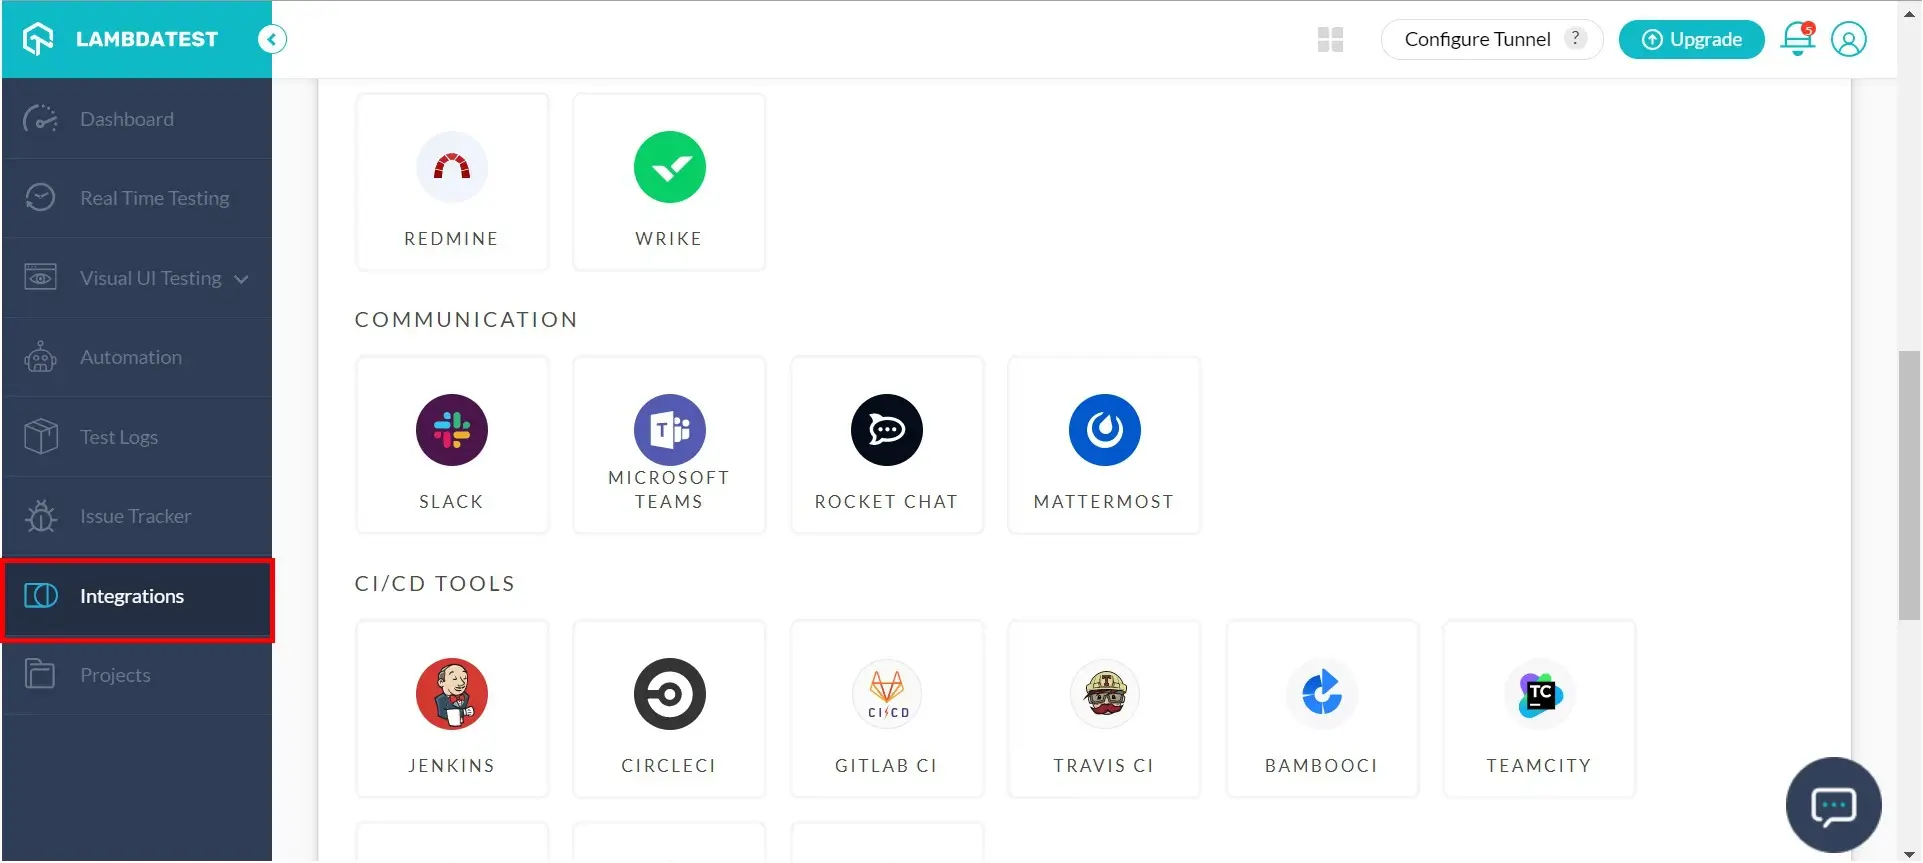 LAMBDATEST
Configure Tunnel ?
Upgrade
5
Dashboard
Real Time Testing
Visual UI Testing
Automation
Test Logs
Issue Tracker
Integrations
Projects
REDMINE
WRIKE
COMMUNICATION
SLACK
T
MICROSOFT
TEAMS
ROCKET CHAT
MATTERMOST
CI/CD TOOLS
JENKINS
CIRCLECI
CI CD
GITLAB CI
T
TRAVIS CI
BAMBOOCI
TC
TEAMCITY